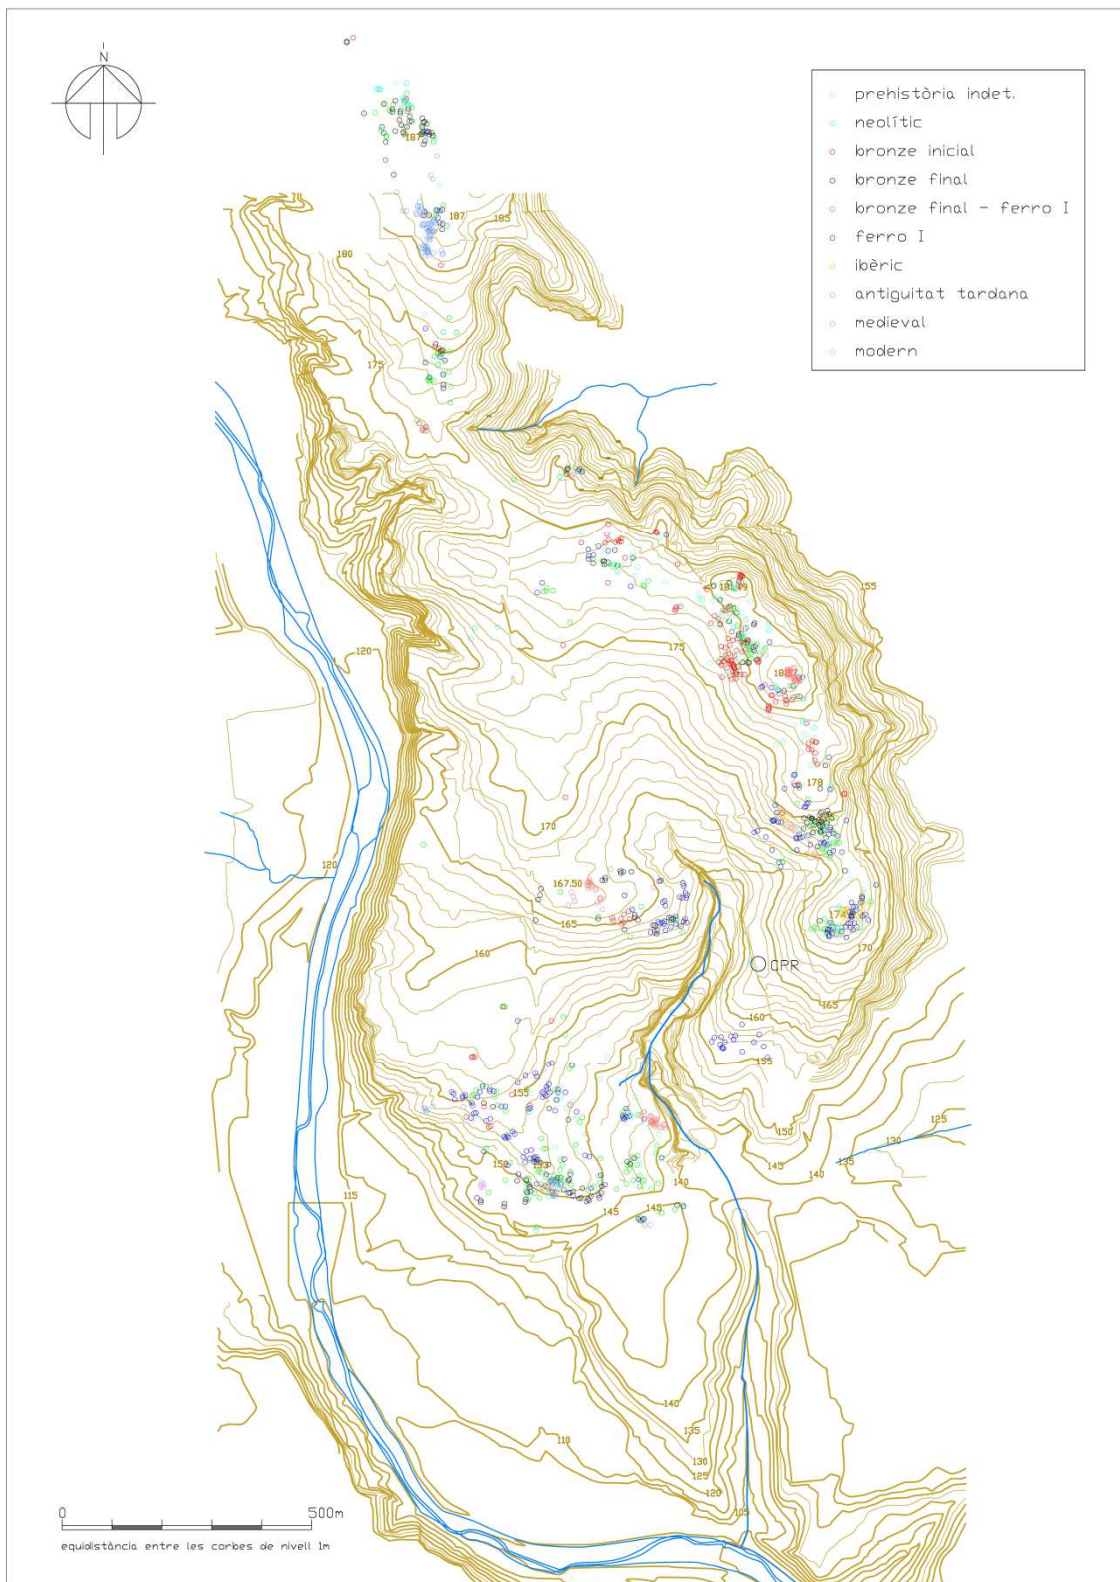 N
prehistòria indet.
neolític
bronze inicial
bronze final
bronze final - ferro I
ferro I
ibèric
antiguitat tardana
medieval
modern
187
187
185
180
175
155
175
120
178
170
120
167.50
165
174
170
160
CPR
165
160
155
155
150
125
130
135
145
140
150
153
140
145
145
115
140
135
130
125
120
110
105
0 500m
equidistància entre les corbes de nivell 1m